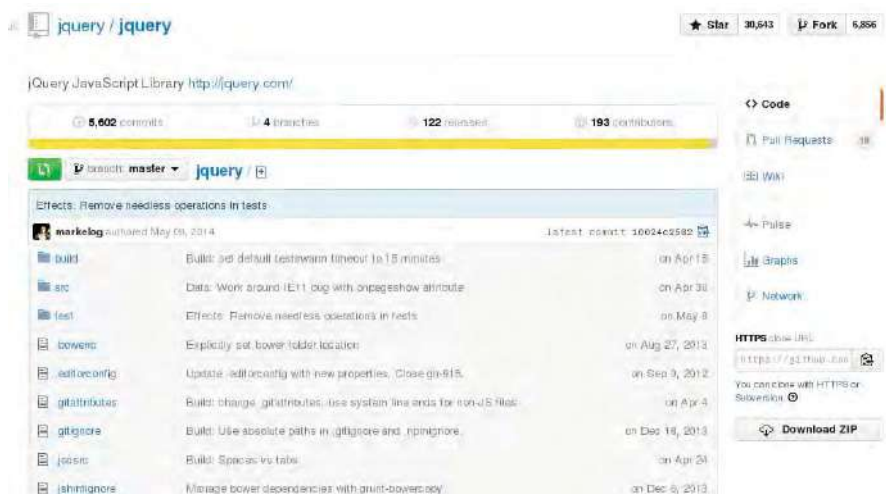 jquery / jquery
Star 30,643 Fork 6,856
jQuery JavaScript Library http://jquery.com/
5,602 commits 4 branches 122 releases 193 contributors
branch: master jquery /
Effects: Remove needless operations in tests
markelog authored May 09, 2014 latest commit 10024c2582
build Build: set default testswarm timeout to 15 minutes on Apr 15
src Data: Work around IE11 bug with onpageshow attribute on Apr 30
test Effects: Remove needless operations in tests on May 8
.bowerrc Explicitly set bower folder location on Aug 27, 2013
.editorconfig Update .editorconfig with new properties. Close gh-915. on Sep 3, 2012
.gitattributes Build: change .gitattributes, use system line ends for non-JS files on Apr 4
.gitignore Build: Use absolute paths in .gitignore and .npmignore. on Dec 18, 2013
.jscsrc Build: Spaces vs tabs on Apr 24
.jshintignore Manage bower dependencies with grunt-bowercopy on Dec 6, 2013
Code
Pull Requests 18
Wiki
Pulse
Graphs
Network
HTTPS clone URL
https://github.com
You can clone with HTTPS or
Subversion.
Download ZIP